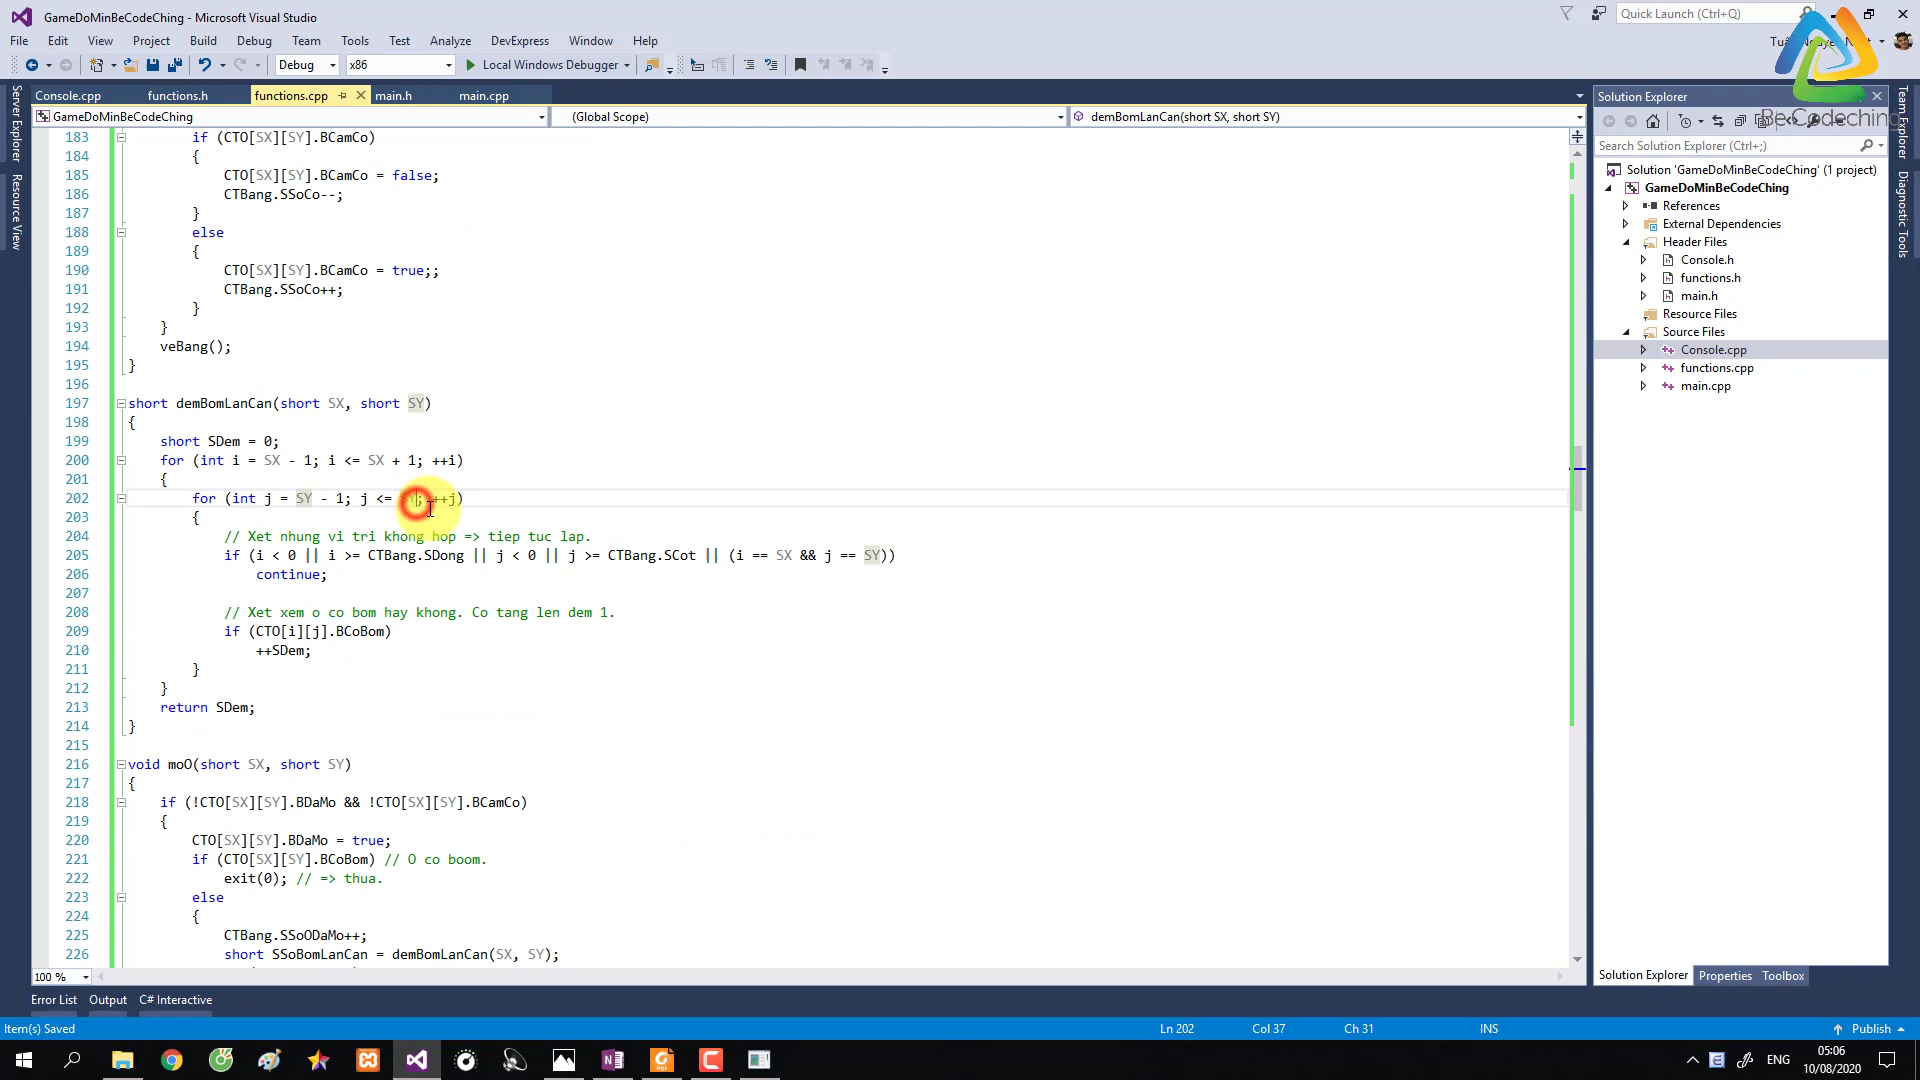 GameDoMinBeCodeChing - Microsoft Visual Studio
Quick Launch (Ctrl+Q)
File Edit View Project Build Debug Team Tools Test Analyze DevExpress Window Help
Debug x86 Local Windows Debugger
Console.cpp functions.h functions.cpp main.h main.cpp
GameDoMinBeCodeChing (Global Scope) demBomLanCan(short SX, short SY)
183 if (CTO[SX][SY].BCamCo)
184 {
185 CTO[SX][SY].BCamCo = false;
186 CTBang.SSoCo--;
187 }
188 else
189 {
190 CTO[SX][SY].BCamCo = true;;
191 CTBang.SSoCo++;
192 }
193 }
194 veBang();
195 }
196
197 short demBomLanCan(short SX, short SY)
198 {
199 short SDem = 0;
200 for (int i = SX - 1; i <= SX + 1; ++i)
201 {
202 for (int j = SY - 1; j <= SY; ++j)
203 {
204 // Xet nhung vi tri khong hop => tiep tuc lap.
205 if (i < 0 || i >= CTBang.SDong || j < 0 || j >= CTBang.SCot || (i == SX && j == SY))
206 continue;
207
208 // Xet xem o co bom hay khong. Co tang len dem 1.
209 if (CTO[i][j].BCoBom)
210 ++SDem;
211 }
212 }
213 return SDem;
214 }
215
216 void moO(short SX, short SY)
217 {
218 if (!CTO[SX][SY].BDaMo && !CTO[SX][SY].BCamCo)
219 {
220 CTO[SX][SY].BDaMo = true;
221 if (CTO[SX][SY].BCoBom) // O co boom.
222 exit(0); // => thua.
223 else
224 {
225 CTBang.SSoODaMo++;
226 short SSoBomLanCan = demBomLanCan(SX, SY);
100 %
Server Explorer
Resource View
Solution Explorer
BeCodeching
Search Solution Explorer (Ctrl+;)
Solution 'GameDoMinBeCodeChing' (1 project)
GameDoMinBeCodeChing
References
External Dependencies
Header Files
Console.h
functions.h
main.h
Resource Files
Source Files
Console.cpp
functions.cpp
main.cpp
Solution Explorer Properties Toolbox
Team Explorer
Diagnostic Tools
Error List Output C# Interactive
Item(s) Saved Ln 202 Col 37 Ch 31 INS Publish
ENG
05:06
10/08/2020